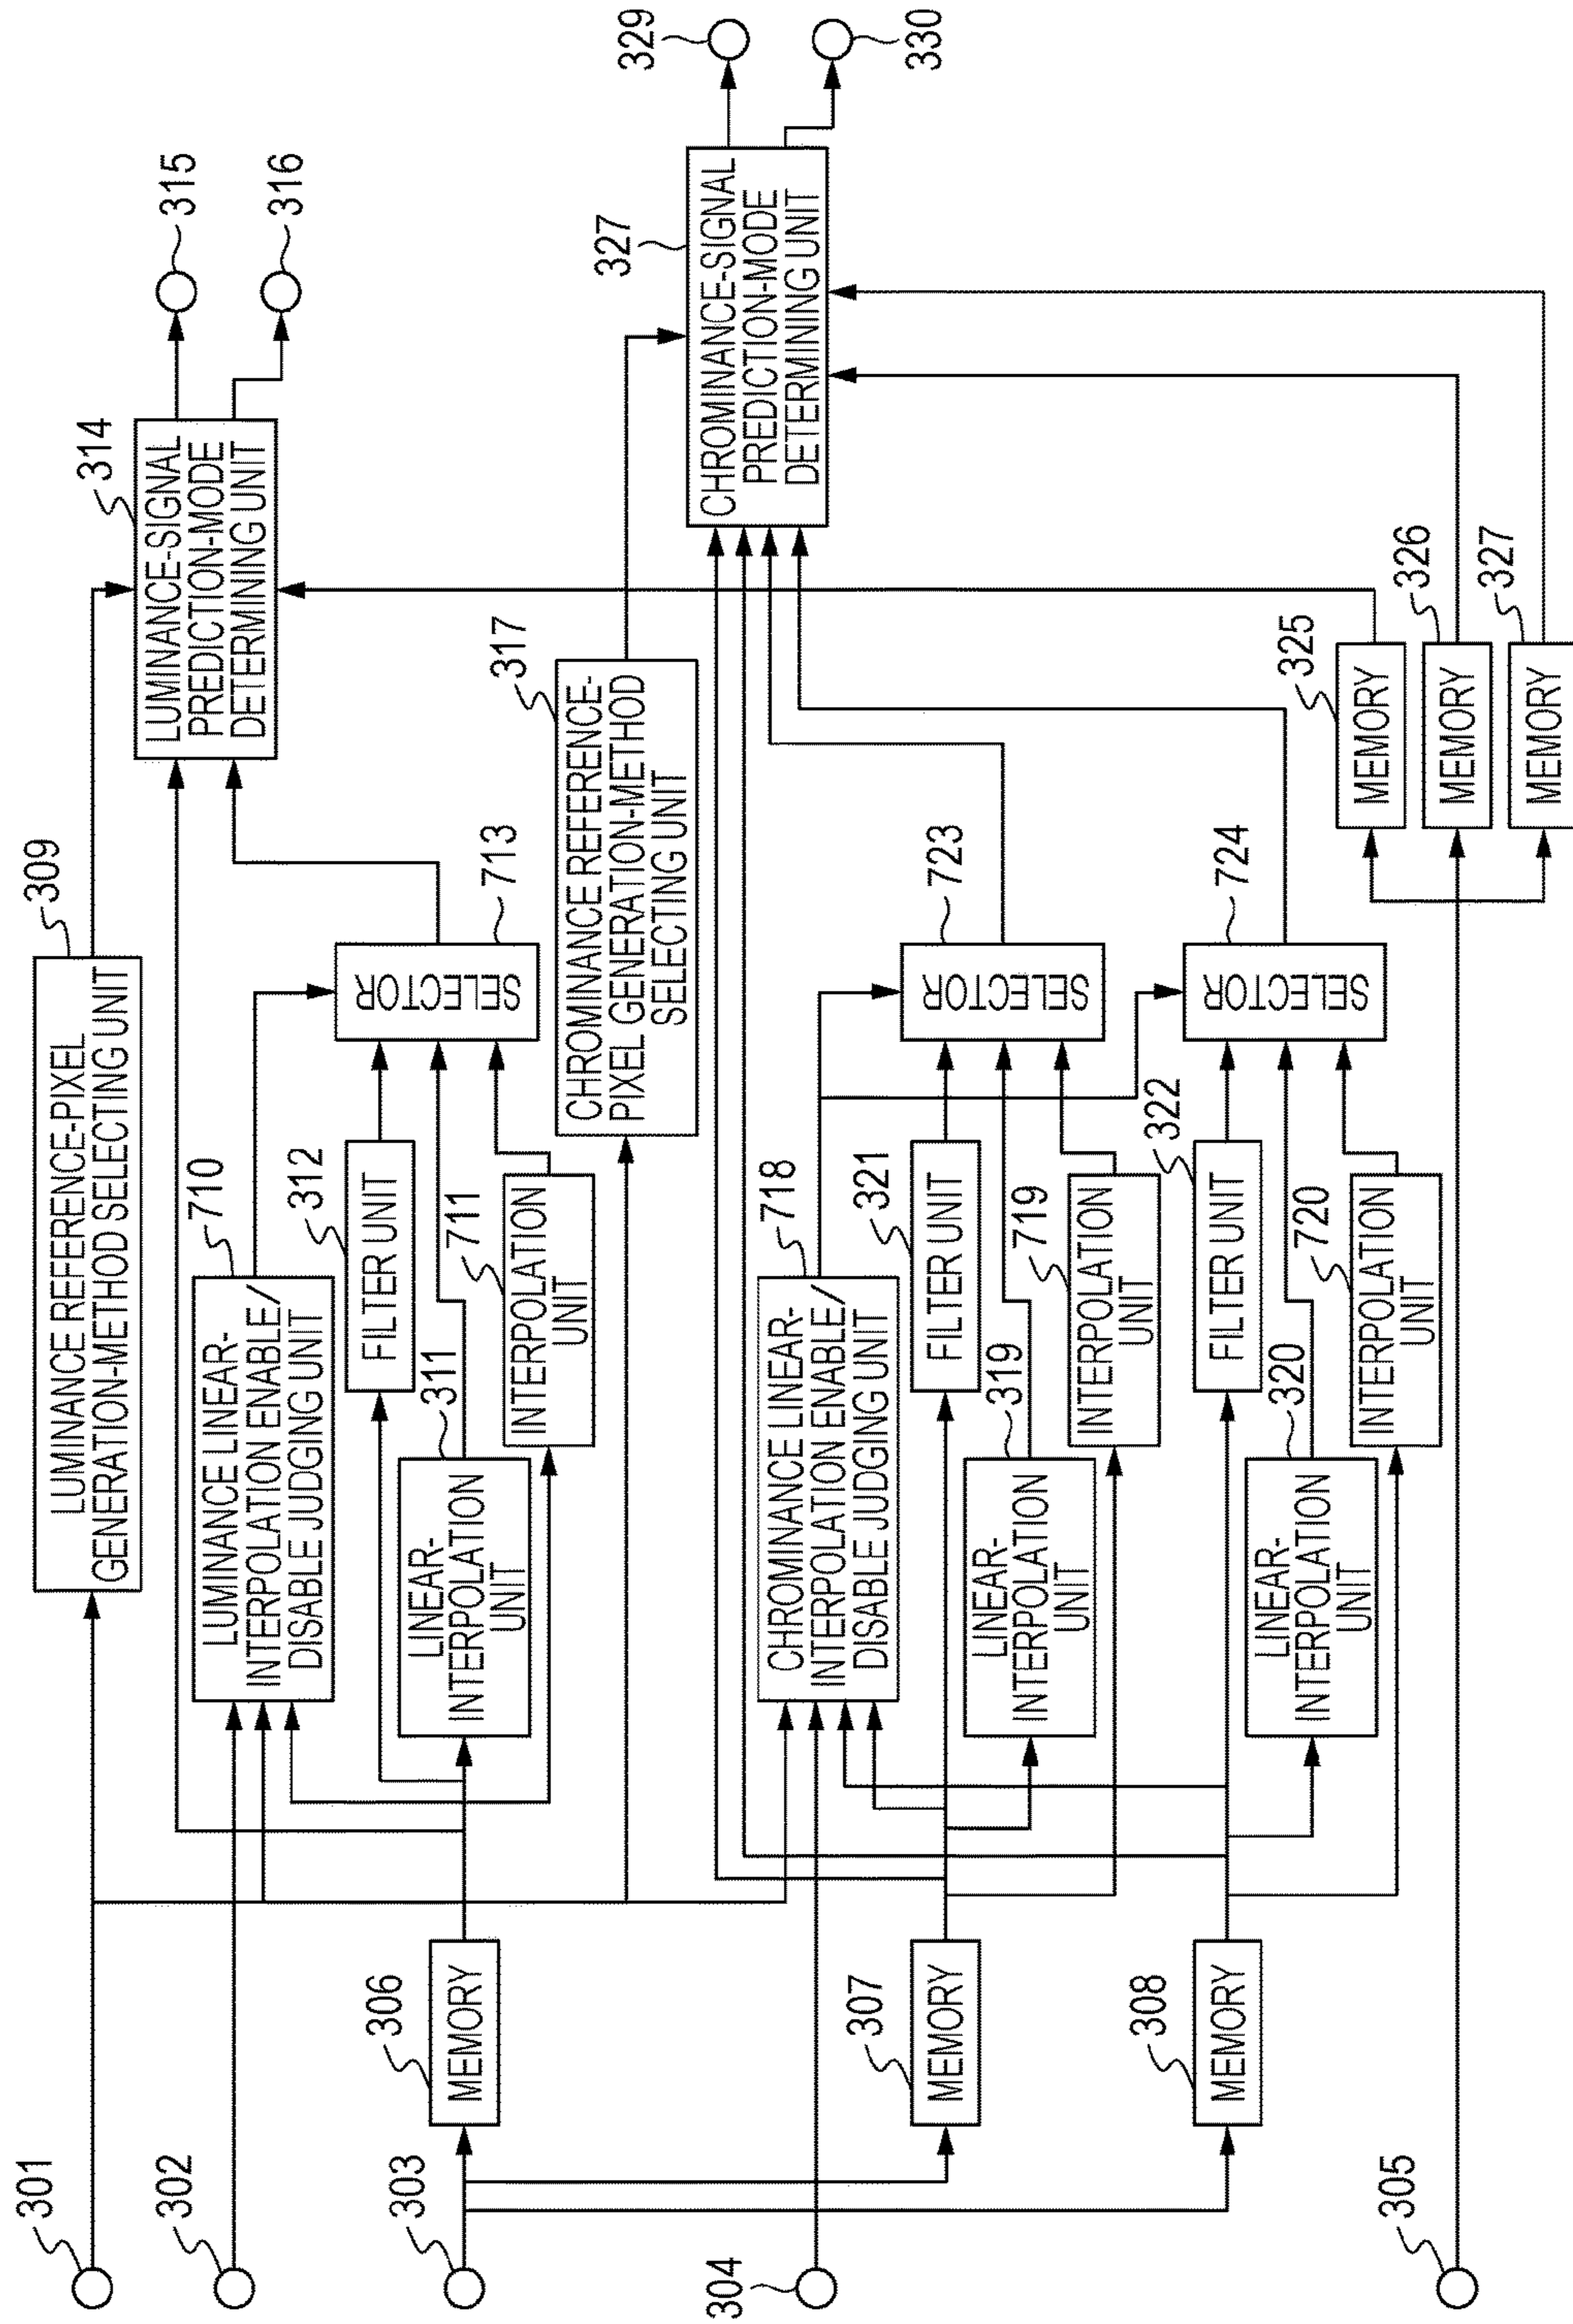 301
302
303
304
305
306
MEMORY
307
MEMORY
308
MEMORY
309
LUMINANCE REFERENCE-PIXEL
GENERATION-METHOD SELECTING UNIT
710
LUMINANCE LINEAR-
INTERPOLATION ENABLE/
DISABLE JUDGING UNIT
312
FILTER UNIT
311
LINEAR-
INTERPOLATION
UNIT
711
INTERPOLATION
UNIT
713
SELECTOR
314
LUMINANCE-SIGNAL
PREDICTION-MODE
DETERMINING UNIT
315
316
317
CHROMINANCE REFERENCE-
PIXEL GENERATION-METHOD
SELECTING UNIT
718
CHROMINANCE LINEAR-
INTERPOLATION ENABLE/
DISABLE JUDGING UNIT
321
FILTER UNIT
319
LINEAR-
INTERPOLATION
UNIT
719
INTERPOLATION
UNIT
723
SELECTOR
322
FILTER UNIT
320
LINEAR-
INTERPOLATION
UNIT
720
INTERPOLATION
UNIT
724
SELECTOR
325
MEMORY
326
MEMORY
327
MEMORY
327
CHROMINANCE-SIGNAL
PREDICTION-MODE
DETERMINING UNIT
329
330